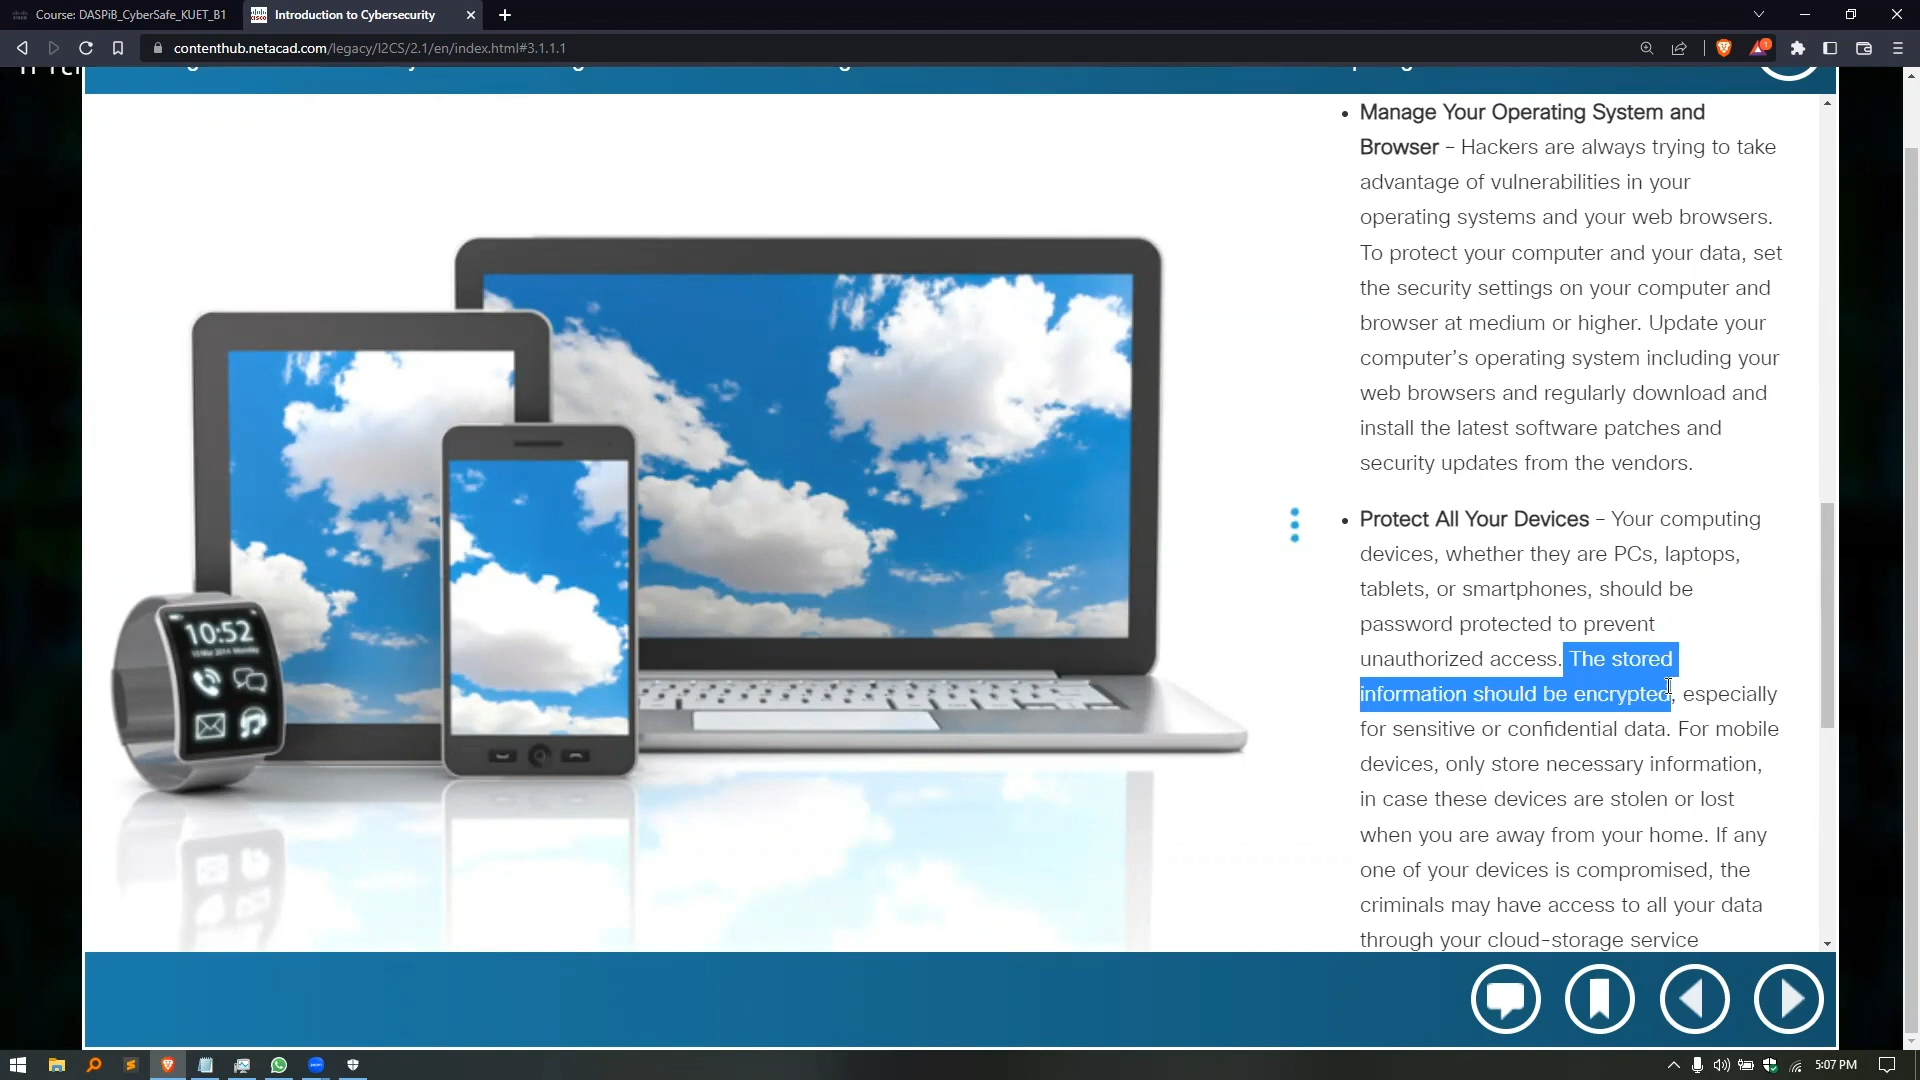 Course: DASPiB_CyberSafe_KUET_B1
Introduction to Cybersecurity
contenthub.netacad.com/legacy/I2CS/2.1/en/index.html#3.1.1.1
1
• Manage Your Operating System and
Browser – Hackers are always trying to take
advantage of vulnerabilities in your
operating systems and your web browsers.
To protect your computer and your data, set
the security settings on your computer and
browser at medium or higher. Update your
computer’s operating system including your
web browsers and regularly download and
install the latest software patches and
security updates from the vendors.
• Protect All Your Devices – Your computing
devices, whether they are PCs, laptops,
tablets, or smartphones, should be
password protected to prevent
unauthorized access. The stored
information should be encrypted, especially
for sensitive or confidential data. For mobile
devices, only store necessary information,
in case these devices are stolen or lost
when you are away from your home. If any
one of your devices is compromised, the
criminals may have access to all your data
through your cloud-storage service
10:52
zoom
5:07 PM